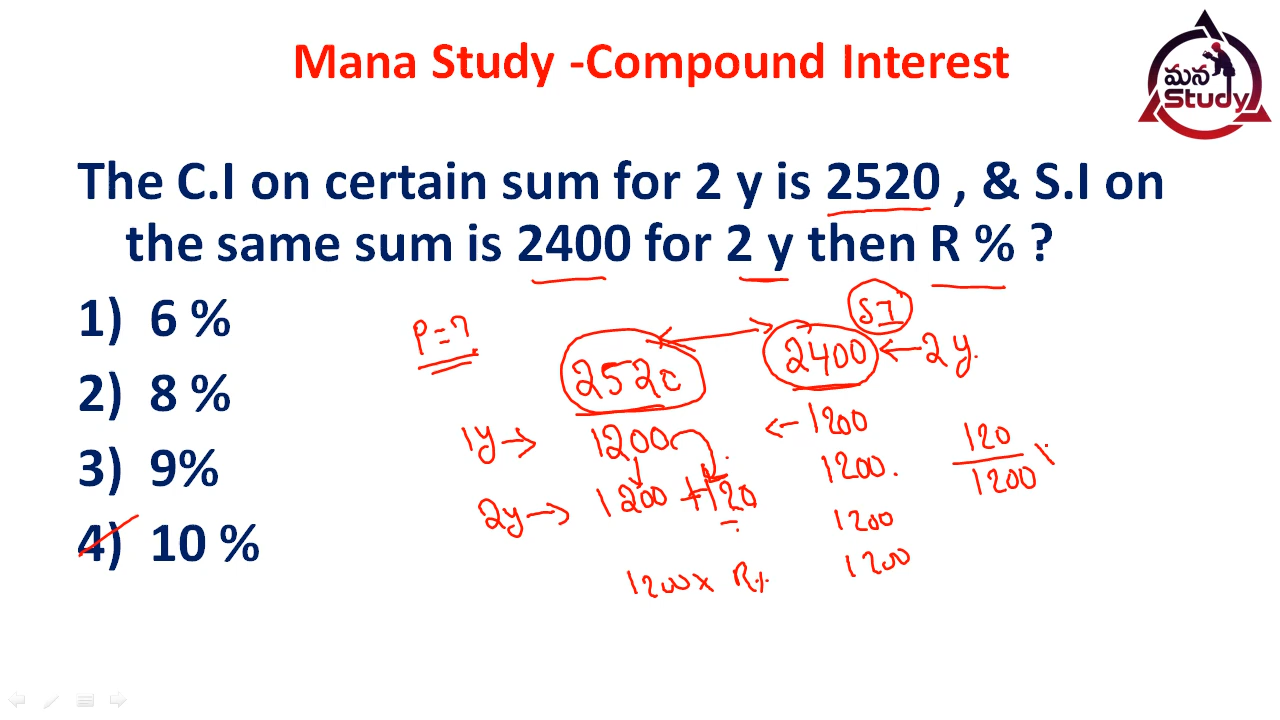 Mana Study -Compound Interest
మన
Study
The C.I on certain sum for 2 y is 2520 , & S.I on
the same sum is 2400 for 2 y then R % ?
1) 6 %
2) 8 %
3) 9%
4) 10 %
P=?
SI
2520
2400 ← 2y.
1y → 1200
← 1200
2y → 1200 + 120
1200.
120
1200
1200
1200
1200 x R%